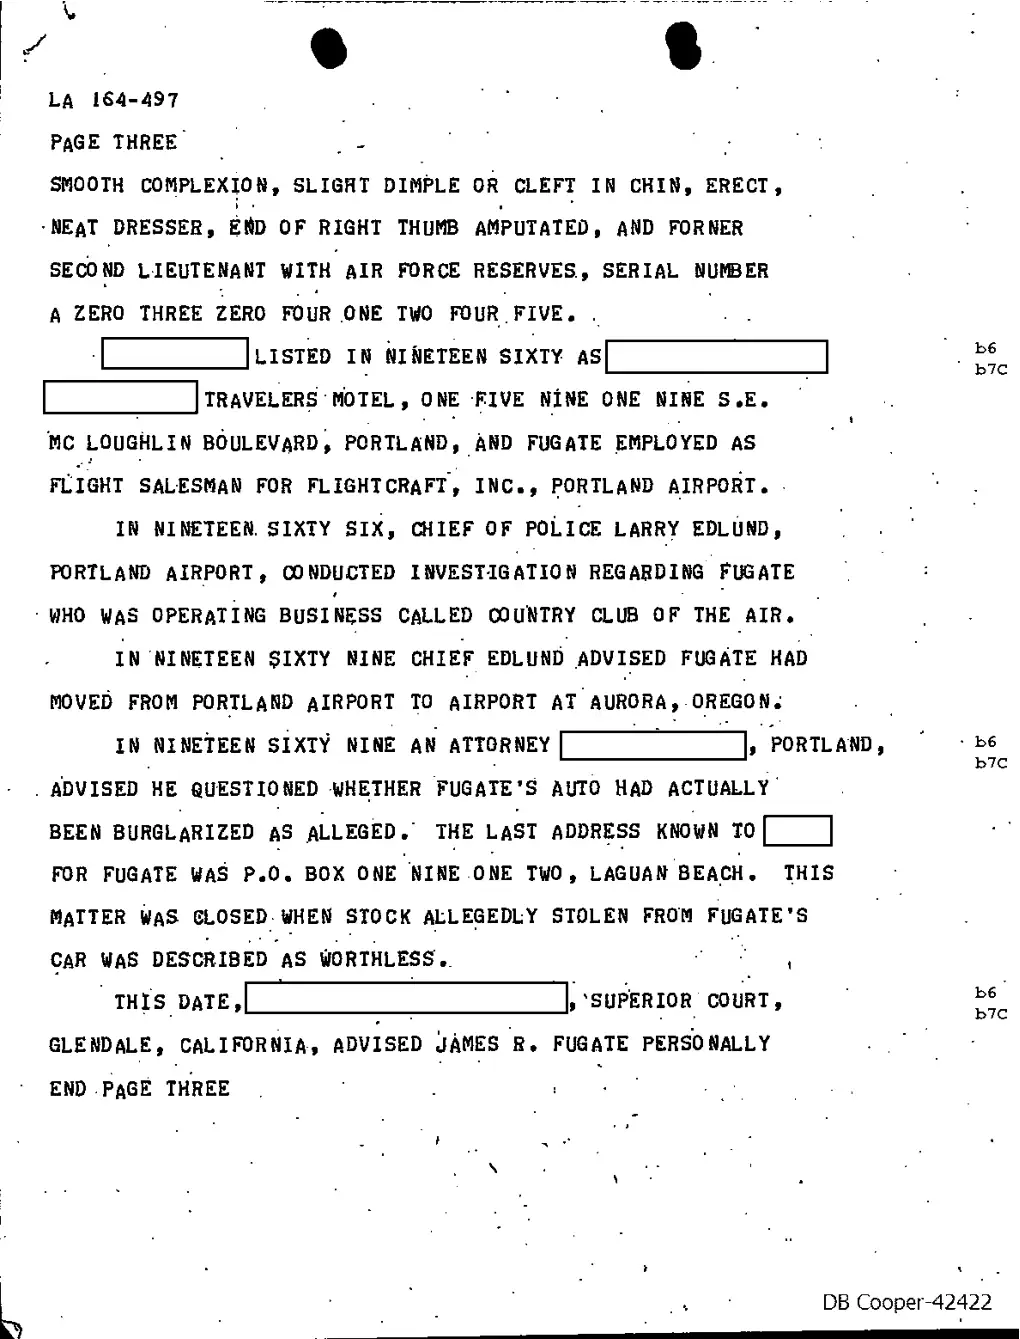 LA 164-497
PAGE THREE
SMOOTH COMPLEXION, SLIGHT DIMPLE OR CLEFT IN CHIN, ERECT,
NEAT DRESSER, END OF RIGHT THUMB AMPUTATED, AND FORNER
SECOND LIEUTENANT WITH AIR FORCE RESERVES, SERIAL NUMBER
A ZERO THREE ZERO FOUR ONE TWO FOUR FIVE.
LISTED IN NINETEEN SIXTY AS
b6
b7C
TRAVELERS MOTEL, ONE FIVE NINE ONE NINE S.E.
MC LOUGHLIN BOULEVARD, PORTLAND, AND FUGATE EMPLOYED AS
FLIGHT SALESMAN FOR FLIGHTCRAFT, INC., PORTLAND AIRPORT.
IN NINETEEN SIXTY SIX, CHIEF OF POLICE LARRY EDLUND,
PORTLAND AIRPORT, CONDUCTED INVESTIGATION REGARDING FUGATE
WHO WAS OPERATING BUSINESS CALLED COUNTRY CLUB OF THE AIR.
IN NINETEEN SIXTY NINE CHIEF EDLUND ADVISED FUGATE HAD
MOVED FROM PORTLAND AIRPORT TO AIRPORT AT AURORA, OREGON.
IN NINETEEN SIXTY NINE AN ATTORNEY , PORTLAND,
b6
b7C
ADVISED HE QUESTIONED WHETHER FUGATE'S AUTO HAD ACTUALLY
BEEN BURGLARIZED AS ALLEGED. THE LAST ADDRESS KNOWN TO
FOR FUGATE WAS P.O. BOX ONE NINE ONE TWO, LAGUAN BEACH. THIS
MATTER WAS CLOSED WHEN STOCK ALLEGEDLY STOLEN FROM FUGATE'S
CAR WAS DESCRIBED AS WORTHLESS.
THIS DATE, , SUPERIOR COURT,
b6
b7C
GLENDALE, CALIFORNIA, ADVISED JAMES R. FUGATE PERSONALLY
END PAGE THREE
DB Cooper-42422